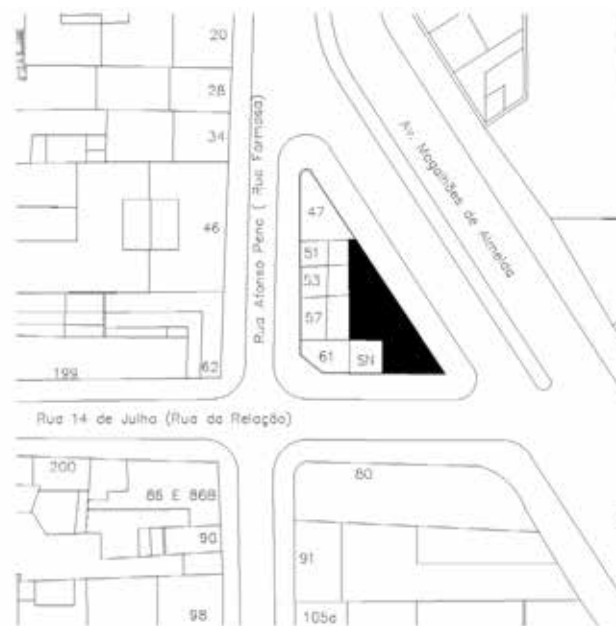 20
28
34
46
62
199
Rua Afonso Pena ( Rua Formosa)
47
51
53
57
61
SN
Av. Magalhães de Almeida
Rua 14 de Julho (Rua da Relação)
200
86 E 86B
90
98
80
91
105a